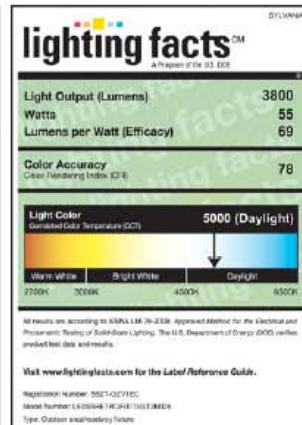 SYLVANIA
lighting facts CM
A Program of the U.S. DOE
Light Output (Lumens) 3800
Watts 55
Lumens per Watt (Efficacy) 69
Color Accuracy 78
Color Rendering Index (CRI)
Light Color 5000 (Daylight)
Correlated Color Temperature (CCT)
Warm White Bright White Daylight
2700K 3000K 4500K 6500K
All results are according to IESNA LM-79-2008: Approved Method for the Electrical and
Photometric Testing of Solid-State Lighting. The U.S. Department of Energy (DOE) verifies
product test data and results.
Visit www.lightingfacts.com for the Label Reference Guide.
Registration Number:
Model Number:
Type: Outdoor area/roadway fixture